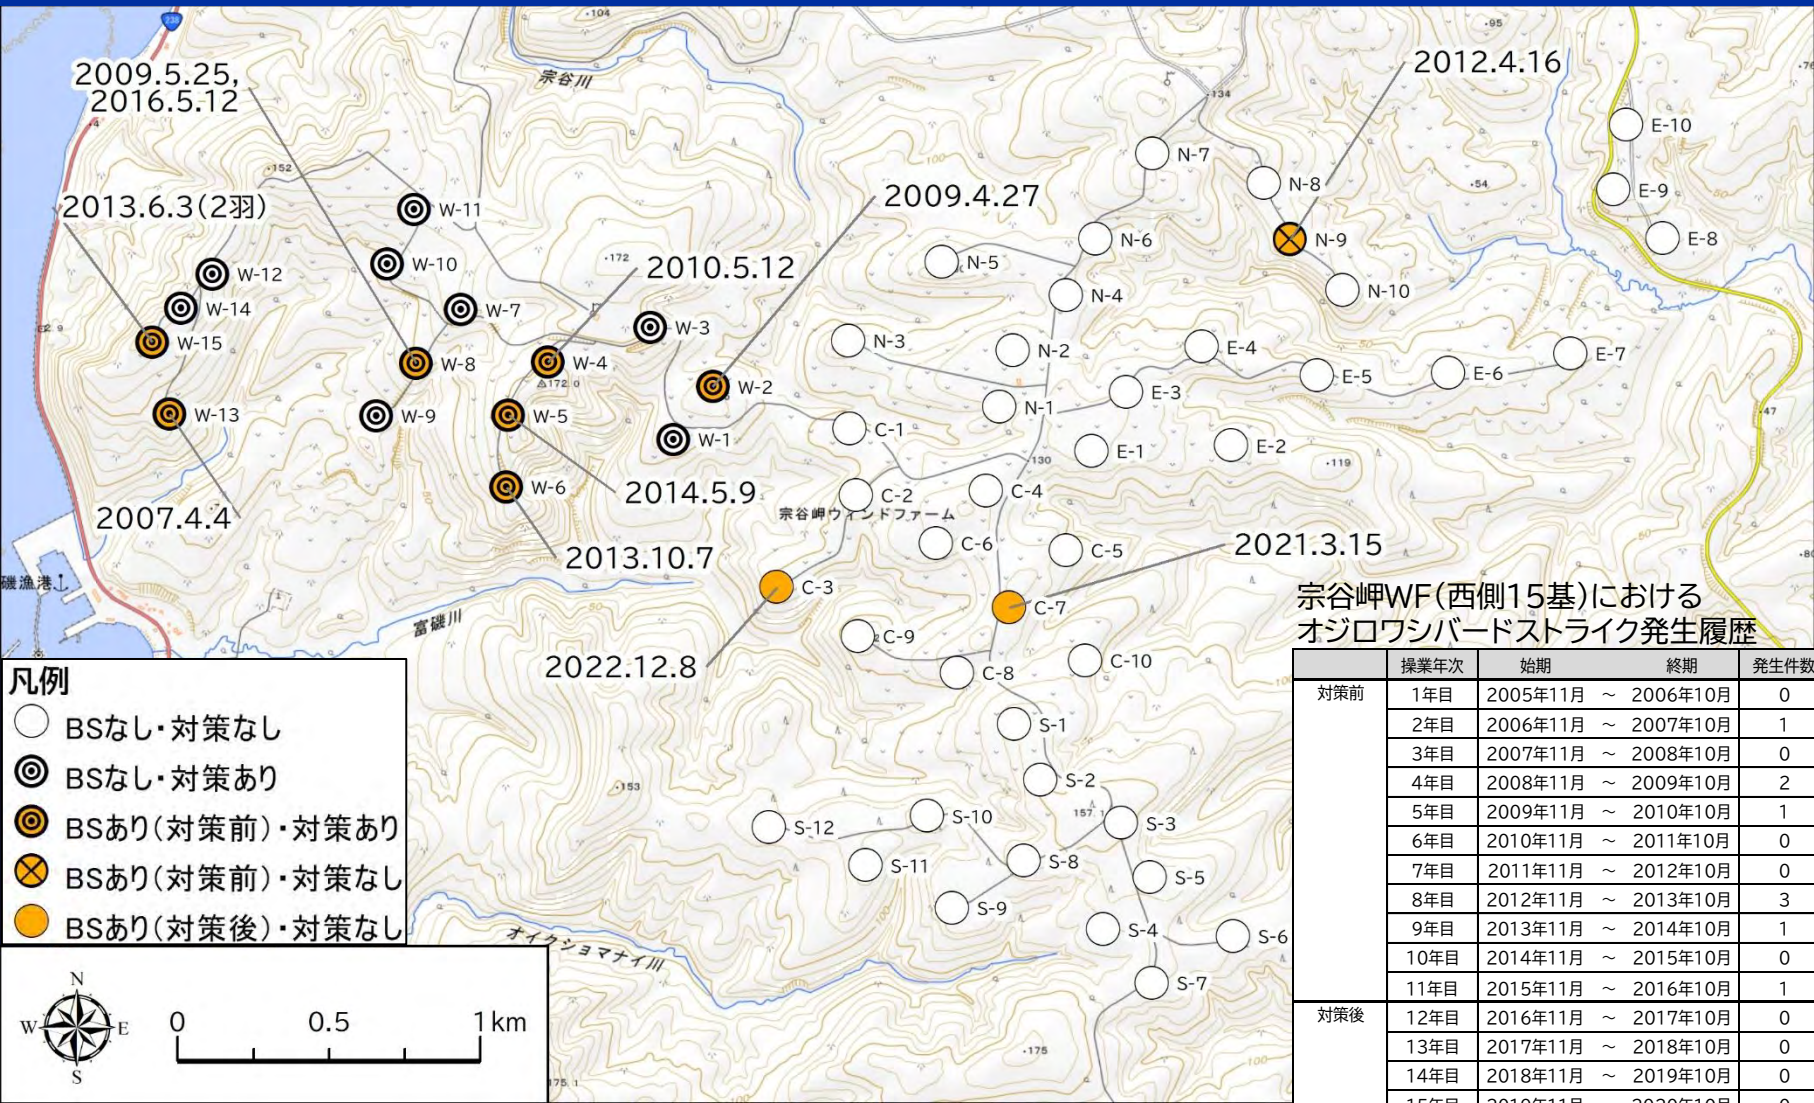 238
・104
・95
宗谷川
2009.5.25,
2016.5.12
2012.4.16
・134
E-10
N-7
・152
・54
N-8
E-9
2013.6.3(2羽)
2009.4.27
W-11
N-6
N-9
E-8
W-10
・172
2010.5.12
N-5
W-12
N-10
N-4
W-14
W-7
W-3
W-15
N-3
N-2
E-4
E-7
W-8
W-4
E-5
E-6
△172.0
W-2
E-3
W-13
W-9
W-5
N-1
・47
C-1
W-1
E-1
E-2
・130
・119
W-6
2014.5.9
C-2
C-4
2007.4.4
宗谷岬ウィンドファーム
2013.10.7
C-6
C-5
2021.3.15
磯漁港
C-3
C-7
富磯川
C-9
2022.12.8
C-8
C-10
S-1
S-2
・153
S-12
S-10
157.1
S-3
S-11
S-8
S-5
S-9
S-4
S-6
オイクショマナイ川
S-7
・175
175.1
凡例
BSなし・対策なし
BSなし・対策あり
BSあり(対策前)・対策あり
BSあり(対策前)・対策なし
BSあり(対策後)・対策なし
N
W E
S
0 0.5 1km
宗谷岬WF(西側15基)における
オジロワシバードストライク発生履歴
操業年次 始期 終期 発生件数
対策前 1年目 2005年11月 ～ 2006年10月 0
2年目 2006年11月 ～ 2007年10月 1
3年目 2007年11月 ～ 2008年10月 0
4年目 2008年11月 ～ 2009年10月 2
5年目 2009年11月 ～ 2010年10月 1
6年目 2010年11月 ～ 2011年10月 0
7年目 2011年11月 ～ 2012年10月 0
8年目 2012年11月 ～ 2013年10月 3
9年目 2013年11月 ～ 2014年10月 1
10年目 2014年11月 ～ 2015年10月 0
11年目 2015年11月 ～ 2016年10月 1
対策後 12年目 2016年11月 ～ 2017年10月 0
13年目 2017年11月 ～ 2018年10月 0
14年目 2018年11月 ～ 2019年10月 0